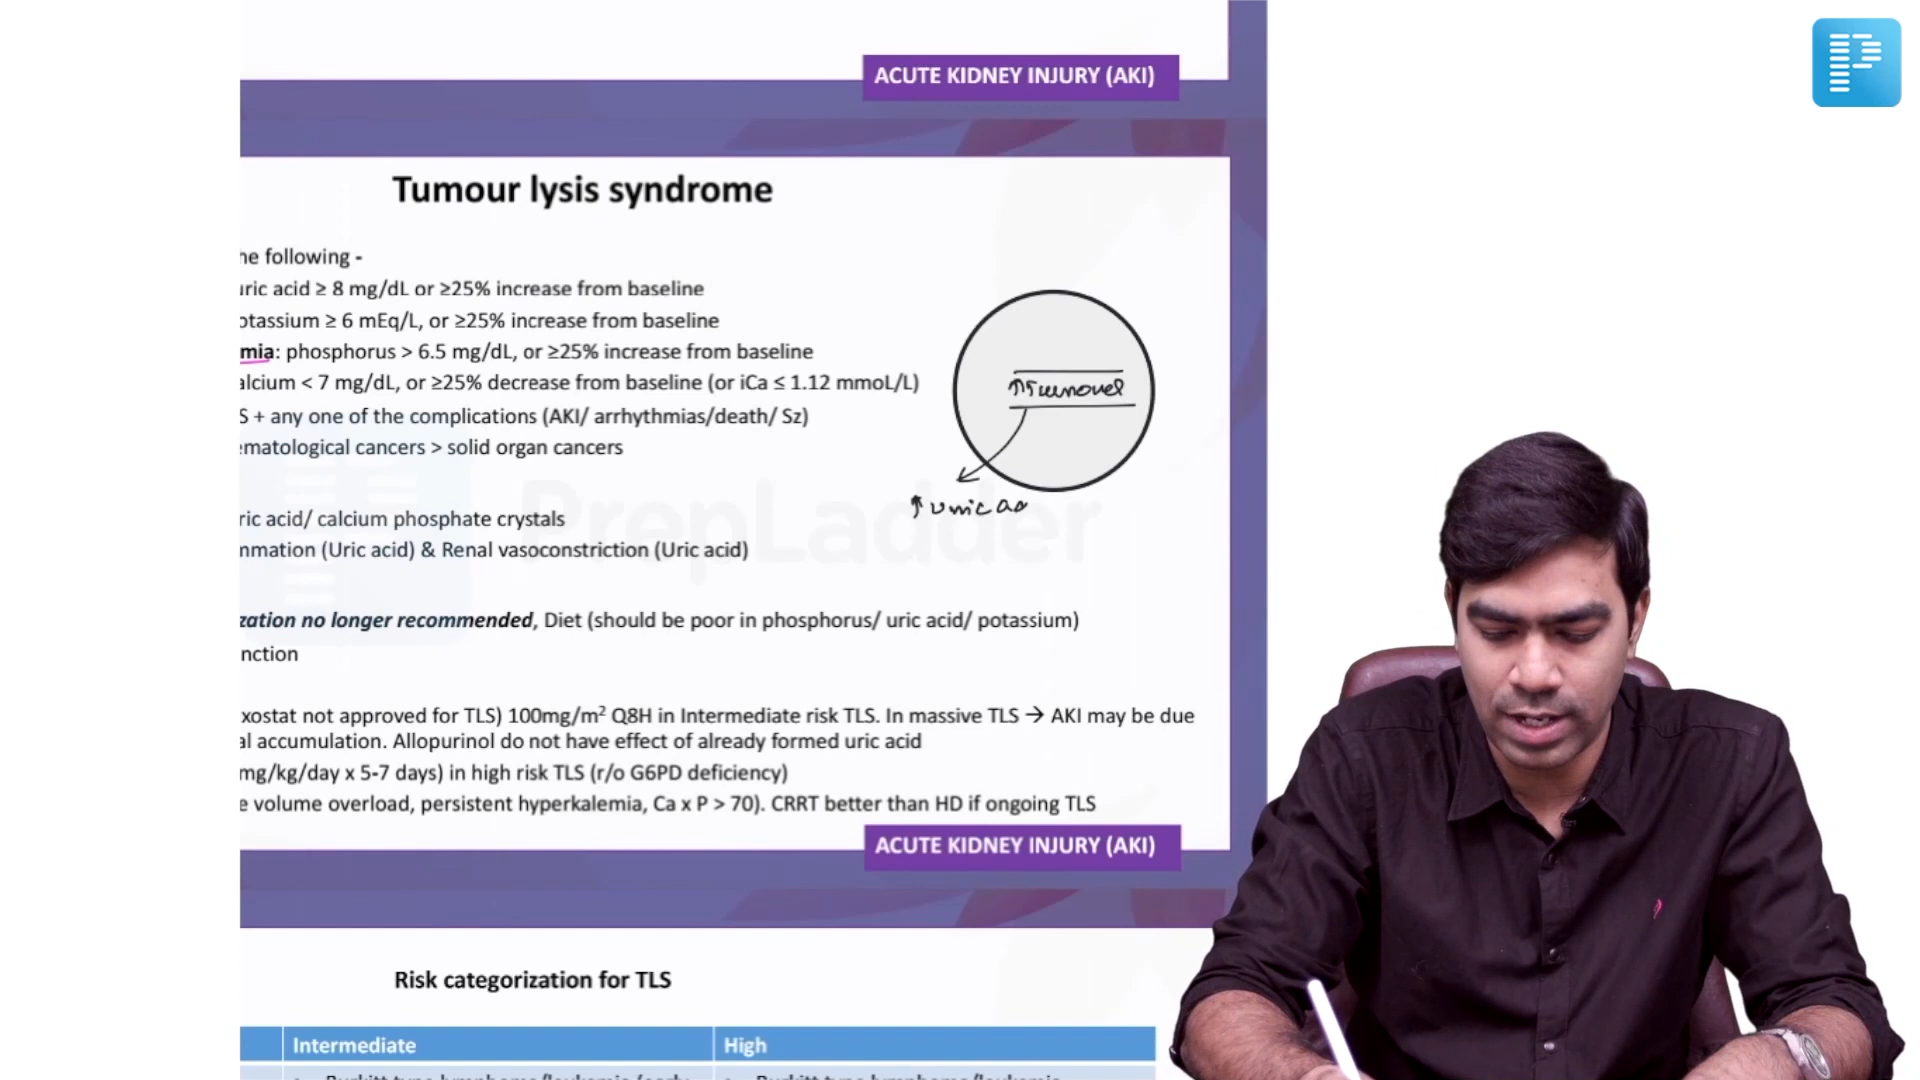 ACUTE KIDNEY INJURY (AKI)
Tumour lysis syndrome
he following -
uric acid ≥ 8 mg/dL or ≥25% increase from baseline
otassium ≥ 6 mEq/L, or ≥25% increase from baseline
mia: phosphorus > 6.5 mg/dL, or ≥25% increase from baseline
alcium < 7 mg/dL, or ≥25% decrease from baseline (or iCa ≤ 1.12 mmoL/L)
S + any one of the complications (AKI/ arrhythmias/death/ Sz)
ematological cancers > solid organ cancers
↑ uric ac
PrepLadder
ric acid/ calcium phosphate crystals
mmation (Uric acid) & Renal vasoconstriction (Uric acid)
zation no longer recommended, Diet (should be poor in phosphorus/ uric acid/ potassium)
nction
xostat not approved for TLS) 100mg/m² Q8H in Intermediate risk TLS. In massive TLS → AKI may be due
al accumulation. Allopurinol do not have effect of already formed uric acid
mg/kg/day x 5-7 days) in high risk TLS (r/o G6PD deficiency)
e volume overload, persistent hyperkalemia, Ca x P > 70). CRRT better than HD if ongoing TLS
ACUTE KIDNEY INJURY (AKI)
Risk categorization for TLS
Intermediate
High